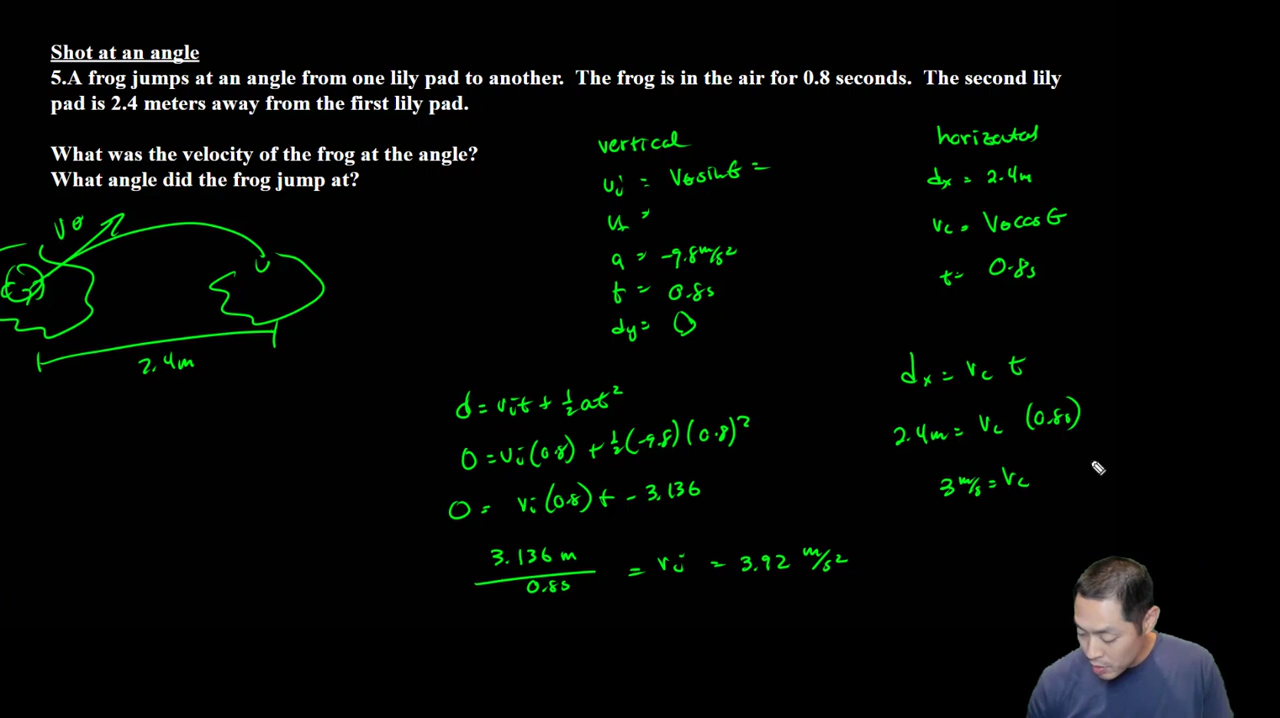 Shot at an angle
5.A frog jumps at an angle from one lily pad to another. The frog is in the air for 0.8 seconds. The second lily
pad is 2.4 meters away from the first lily pad.
What was the velocity of the frog at the angle?
What angle did the frog jump at?
Vθ
2.4m
vertical
vi = Vθsinθ =
vf =
a = -9.8m/s2
t = 0.8s
dy = 0
horizontal
dx = 2.4m
vc = Vθcosθ
t= 0.8s
d = vit + 1/2at2
0 = vi(0.8) + 1/2(-9.8)(0.8)2
0 = vi(0.8) + - 3.136
3.136 m
0.8s
= vi = 3.92 m/s2
dx = vc t
2.4m = vc (0.8s)
3 m/s = vc